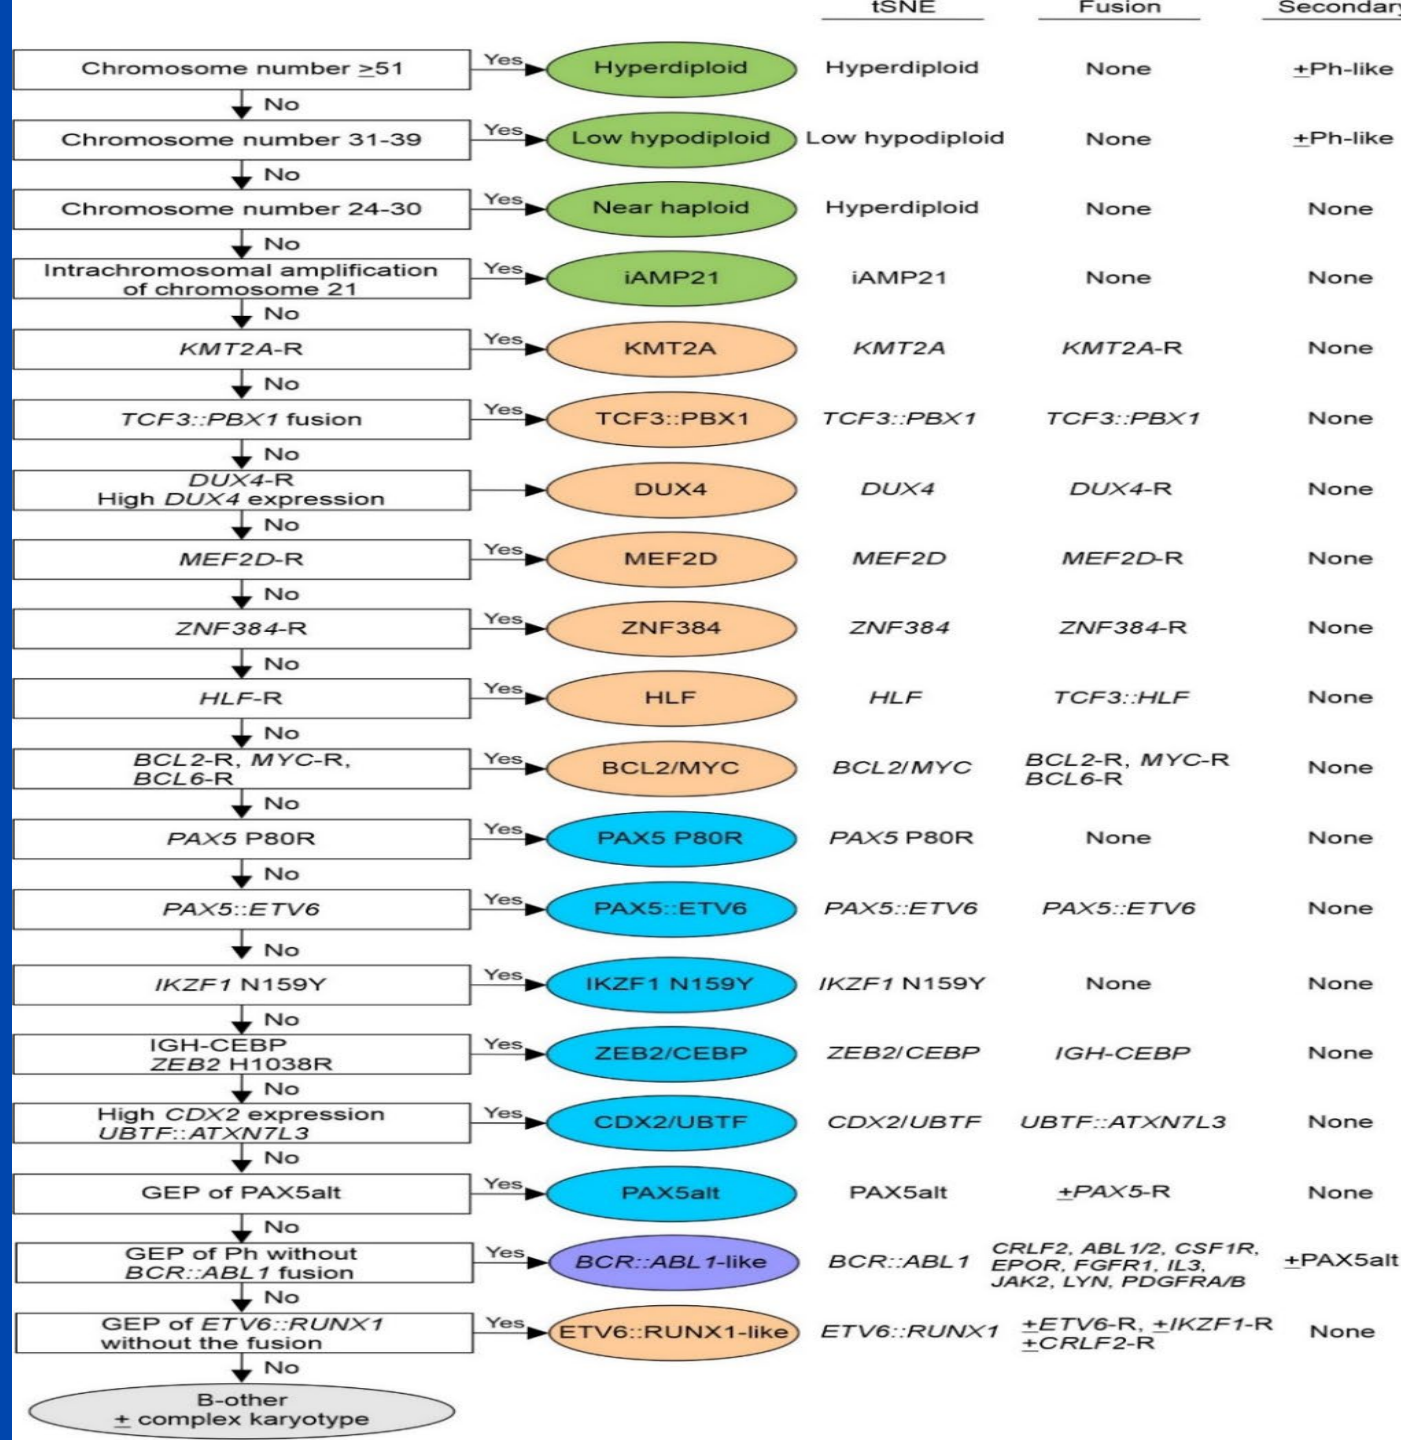 tSNE Fusion Secondary
Chromosome number ≥51 Yes Hyperdiploid Hyperdiploid None ±Ph-like
No
Chromosome number 31-39 Yes Low hypodiploid Low hypodiploid None ±Ph-like
No
Chromosome number 24-30 Yes Near haploid Hyperdiploid None None
No
Intrachromosomal amplification
of chromosome 21 Yes iAMP21 iAMP21 None None
No
KMT2A-R Yes KMT2A KMT2A KMT2A-R None
No
TCF3::PBX1 fusion Yes TCF3::PBX1 TCF3::PBX1 TCF3::PBX1 None
No
DUX4-R
High DUX4 expression DUX4 DUX4 DUX4-R None
No
MEF2D-R Yes MEF2D MEF2D MEF2D-R None
No
ZNF384-R Yes ZNF384 ZNF384 ZNF384-R None
No
HLF-R Yes HLF HLF TCF3::HLF None
No
BCL2-R, MYC-R,
BCL6-R Yes BCL2/MYC BCL2/MYC BCL2-R, MYC-R
BCL6-R None
No
PAX5 P80R Yes PAX5 P80R PAX5 P80R None None
No
PAX5::ETV6 Yes PAX5::ETV6 PAX5::ETV6 PAX5::ETV6 None
No
IKZF1 N159Y Yes IKZF1 N159Y IKZF1 N159Y None None
No
IGH-CEBP
ZEB2 H1038R Yes ZEB2/CEBP ZEB2/CEBP IGH-CEBP None
No
High CDX2 expression
UBTF::ATXN7L3 Yes CDX2/UBTF CDX2/UBTF UBTF::ATXN7L3 None
No
GEP of PAX5alt Yes PAX5alt PAX5alt ±PAX5-R None
No
GEP of Ph without
BCR::ABL1 fusion Yes BCR::ABL1-like BCR::ABL1 CRLF2, ABL1/2, CSF1R,
EPOR, FGFR1, IL3,
JAK2, LYN, PDGFRA/B ±PAX5alt
No
GEP of ETV6::RUNX1
without the fusion Yes ETV6::RUNX1-like ETV6::RUNX1 ±ETV6-R, ±IKZF1-R
±CRLF2-R None
No
B-other
± complex karyotype